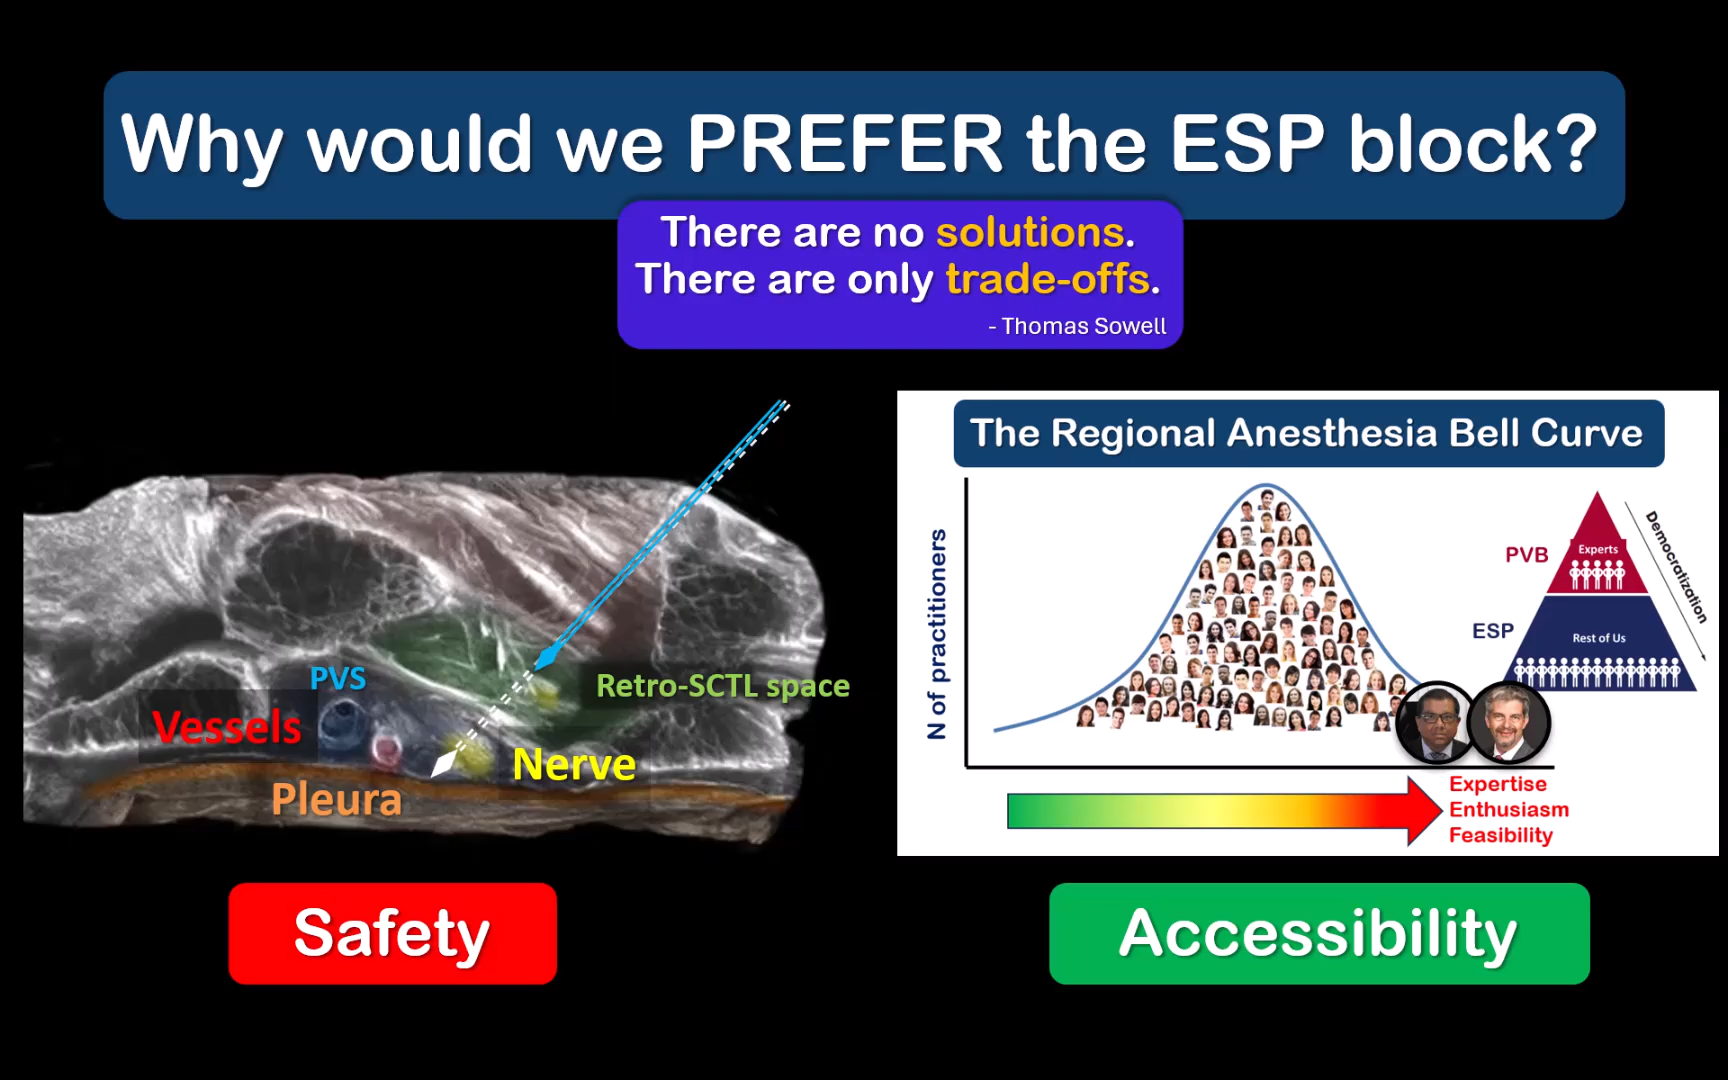 Why would we PREFER the ESP block?
There are no solutions.
There are only trade-offs.
- Thomas Sowell
PVS
Retro-SCTL space
Vessels
Nerve
Pleura
Safety
The Regional Anesthesia Bell Curve
N of practitioners
PVB
Experts
Democratization
ESP
Rest of Us
Expertise
Enthusiasm
Feasibility
Accessibility